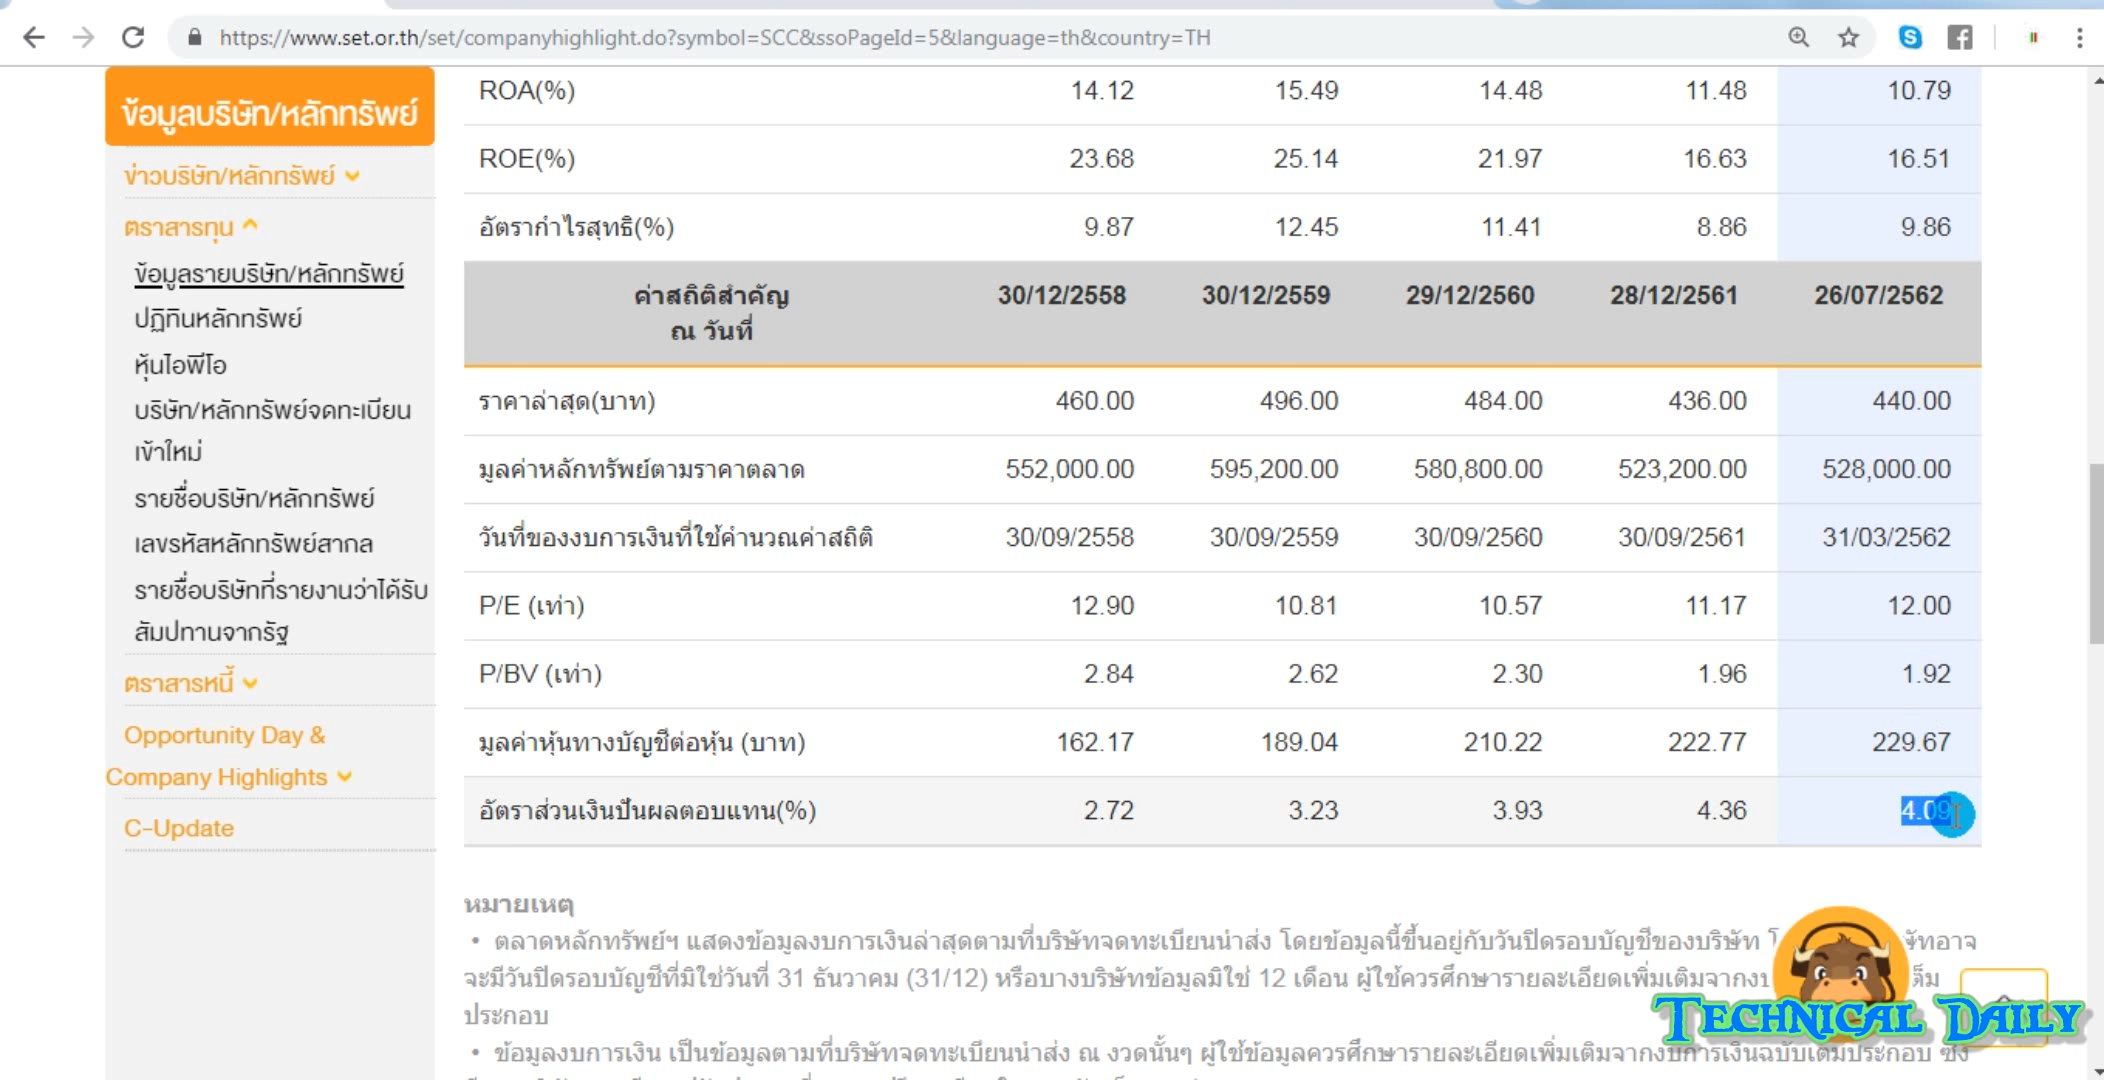 https://www.set.or.th/set/companyhighlight.do?symbol=SCC&ssoPageId=5&language=th&country=TH
ข้อมูลบริษัท/หลักทรัพย์
ข่าวบริษัท/หลักทรัพย์
ตราสารทุน
ข้อมูลรายบริษัท/หลักทรัพย์
ปฏิทินหลักทรัพย์
หุ้นไอพีโอ
บริษัท/หลักทรัพย์จดทะเบียน
เข้าใหม่
รายชื่อบริษัท/หลักทรัพย์
เลขรหัสหลักทรัพย์สากล
รายชื่อบริษัทที่รายงานว่าได้รับ
สัมปทานจากรัฐ
ตราสารหนี้
Opportunity Day &
Company Highlights
C-Update
ROA(%) 14.12 15.49 14.48 11.48 10.79
ROE(%) 23.68 25.14 21.97 16.63 16.51
อัตรากำไรสุทธิ(%) 9.87 12.45 11.41 8.86 9.86
ค่าสถิติสำคัญ 30/12/2558 30/12/2559 29/12/2560 28/12/2561 26/07/2562
ณ วันที่
ราคาล่าสุด(บาท) 460.00 496.00 484.00 436.00 440.00
มูลค่าหลักทรัพย์ตามราคาตลาด 552,000.00 595,200.00 580,800.00 523,200.00 528,000.00
วันที่ของงบการเงินที่ใช้คำนวณค่าสถิติ 30/09/2558 30/09/2559 30/09/2560 30/09/2561 31/03/2562
P/E (เท่า) 12.90 10.81 10.57 11.17 12.00
P/BV (เท่า) 2.84 2.62 2.30 1.96 1.92
มูลค่าหุ้นทางบัญชีต่อหุ้น (บาท) 162.17 189.04 210.22 222.77 229.67
อัตราส่วนเงินปันผลตอบแทน(%) 2.72 3.23 3.93 4.36 4.09
หมายเหตุ
• ตลาดหลักทรัพย์ฯ แสดงข้อมูลงบการเงินล่าสุดตามที่บริษัทจดทะเบียนนำส่ง โดยข้อมูลนี้ขึ้นอยู่กับวันปิดรอบบัญชีของบริษัท
จะมีวันปิดรอบบัญชีที่มิใช่วันที่ 31 ธันวาคม (31/12) หรือบางบริษัทข้อมูลมิใช่ 12 เดือน ผู้ใช้ควรศึกษารายละเอียดเพิ่มเติมจาก
ประกอบ
• ข้อมูลงบการเงิน เป็นข้อมูลตามที่บริษัทจดทะเบียนนำส่ง ณ งวดนั้นๆ ผู้ใช้ข้อมูลควรศึกษารายละเอียดเพิ่มเติมจากงบการเงินฉบับเต็มประกอบ ซึ่ง
TECHNICAL DAILY